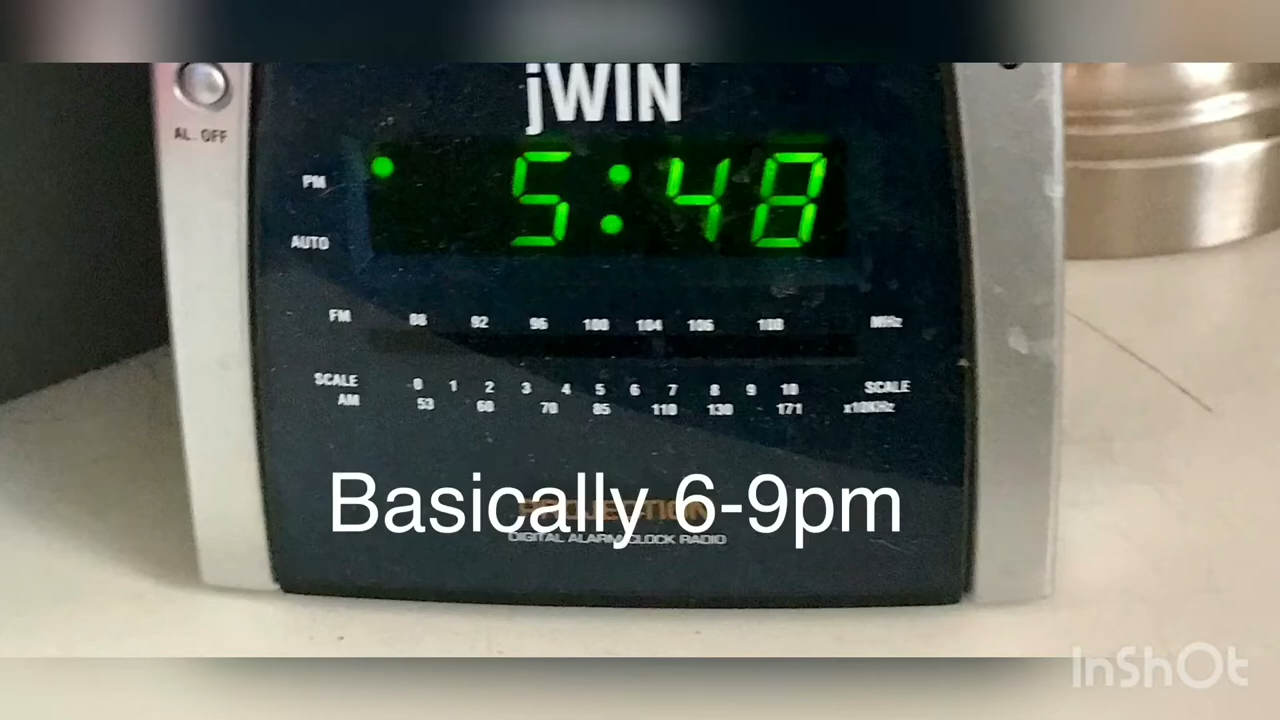 jWIN
AL. OFF
PM
5:48
AUTO
FM 88 92 96 100 104 106 108 MHz
SCALE 0 1 2 3 4 5 6 7 8 9 10 SCALE
AM 53 60 70 85 110 130 171 x10KHz
Basically 6-9pm
PROJECTION
DIGITAL ALARM CLOCK RADIO
InShOt